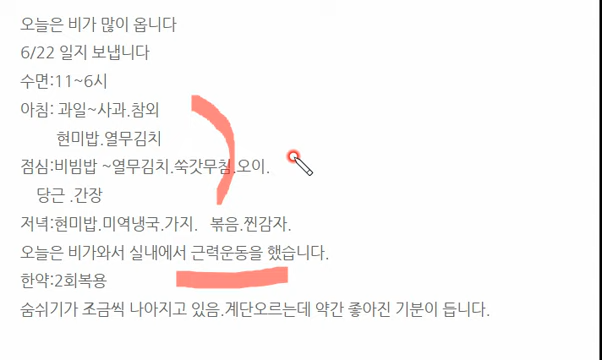 오늘은 비가 많이 옵니다
6/22 일지 보냅니다
수면:11~6시
아침: 과일~사과.참외
현미밥.열무김치
점심:비빔밥 ~열무김치.쑥갓무침.오이.
당근 .간장
저녁:현미밥.미역냉국.가지. 볶음.찐감자.
오늘은 비가와서 실내에서 근력운동을 했습니다.
한약:2회복용
숨쉬기가 조금씩 나아지고 있음.계단오르는데 약간 좋아진 기분이 듭니다.